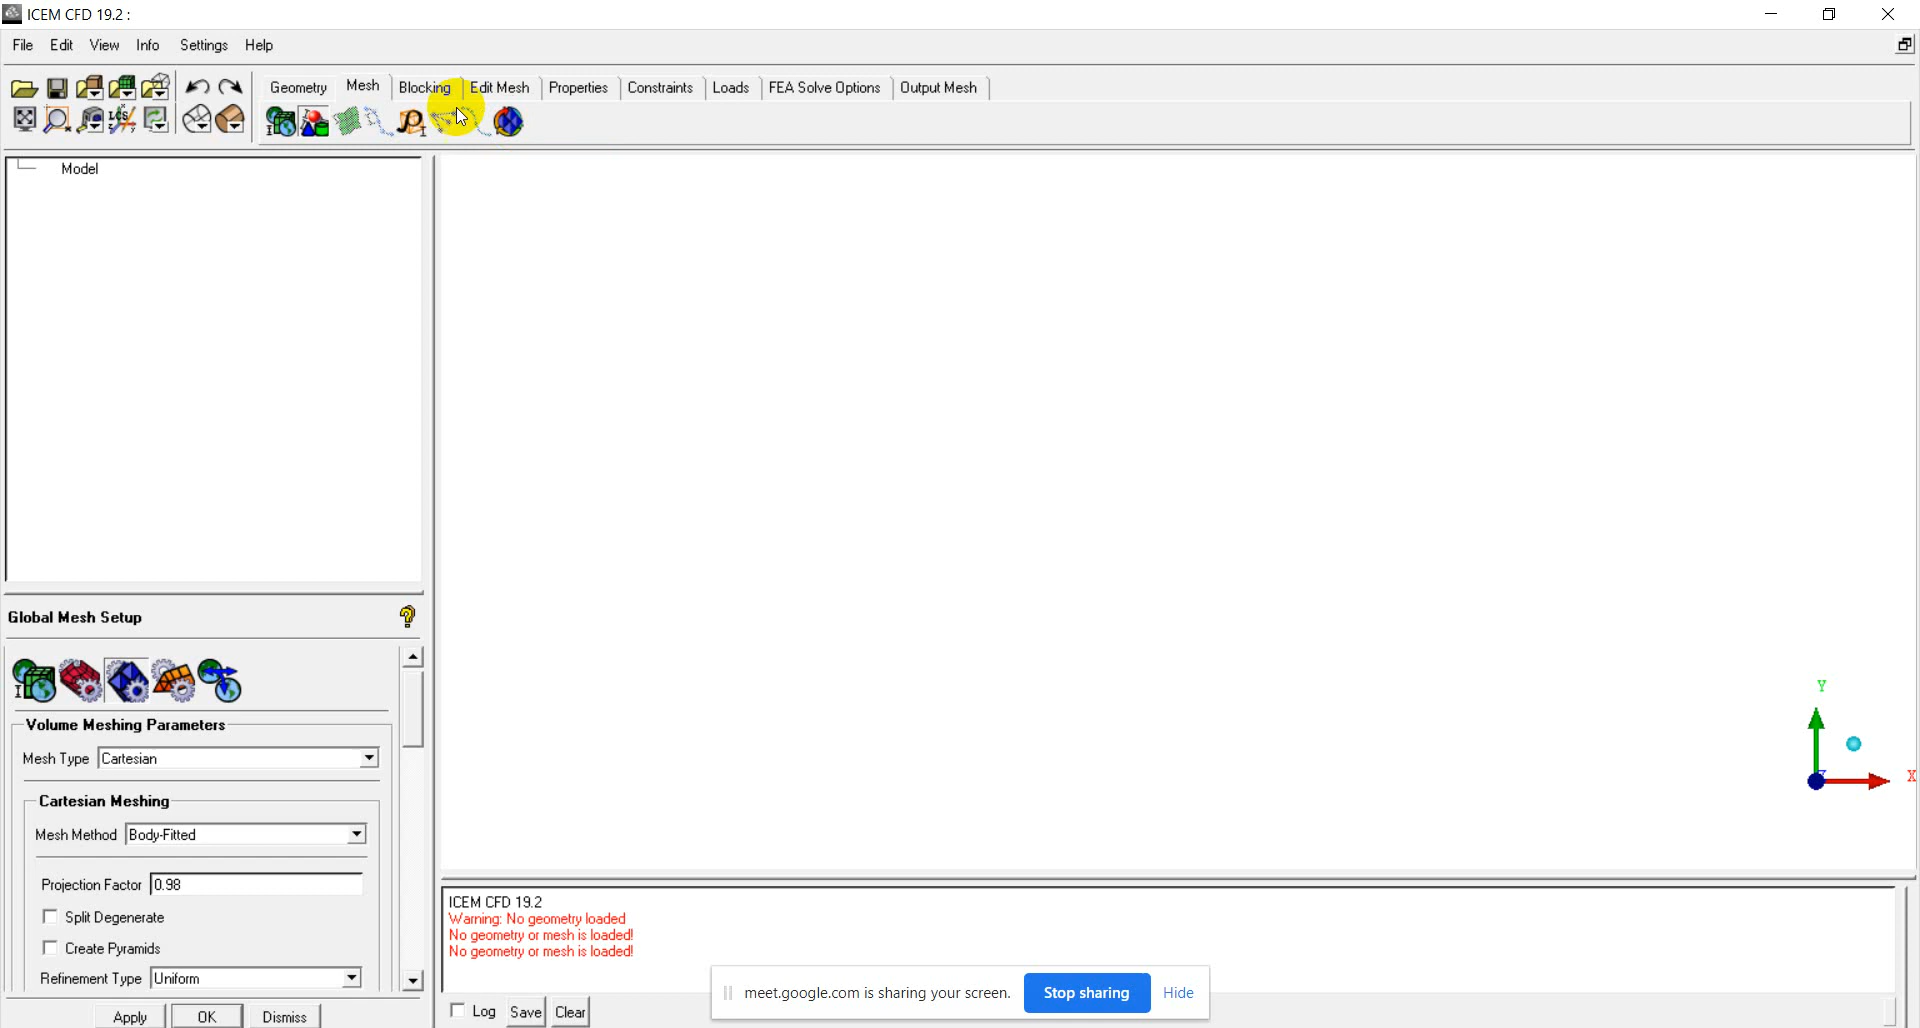 ICEM CFD 19.2 :
File Edit View Info Settings Help
Geometry Mesh Blocking Edit Mesh Properties Constraints Loads FEA Solve Options Output Mesh
Model
Global Mesh Setup
Volume Meshing Parameters
Mesh Type Cartesian
Cartesian Meshing
Mesh Method Body-Fitted
Projection Factor 0.98
Split Degenerate
Create Pyramids
Refinement Type Uniform
Apply OK Dismiss
Y
X
ICEM CFD 19.2
Warning: No geometry loaded
No geometry or mesh is loaded!
No geometry or mesh is loaded!
Log Save Clear
meet.google.com is sharing your screen. Stop sharing Hide